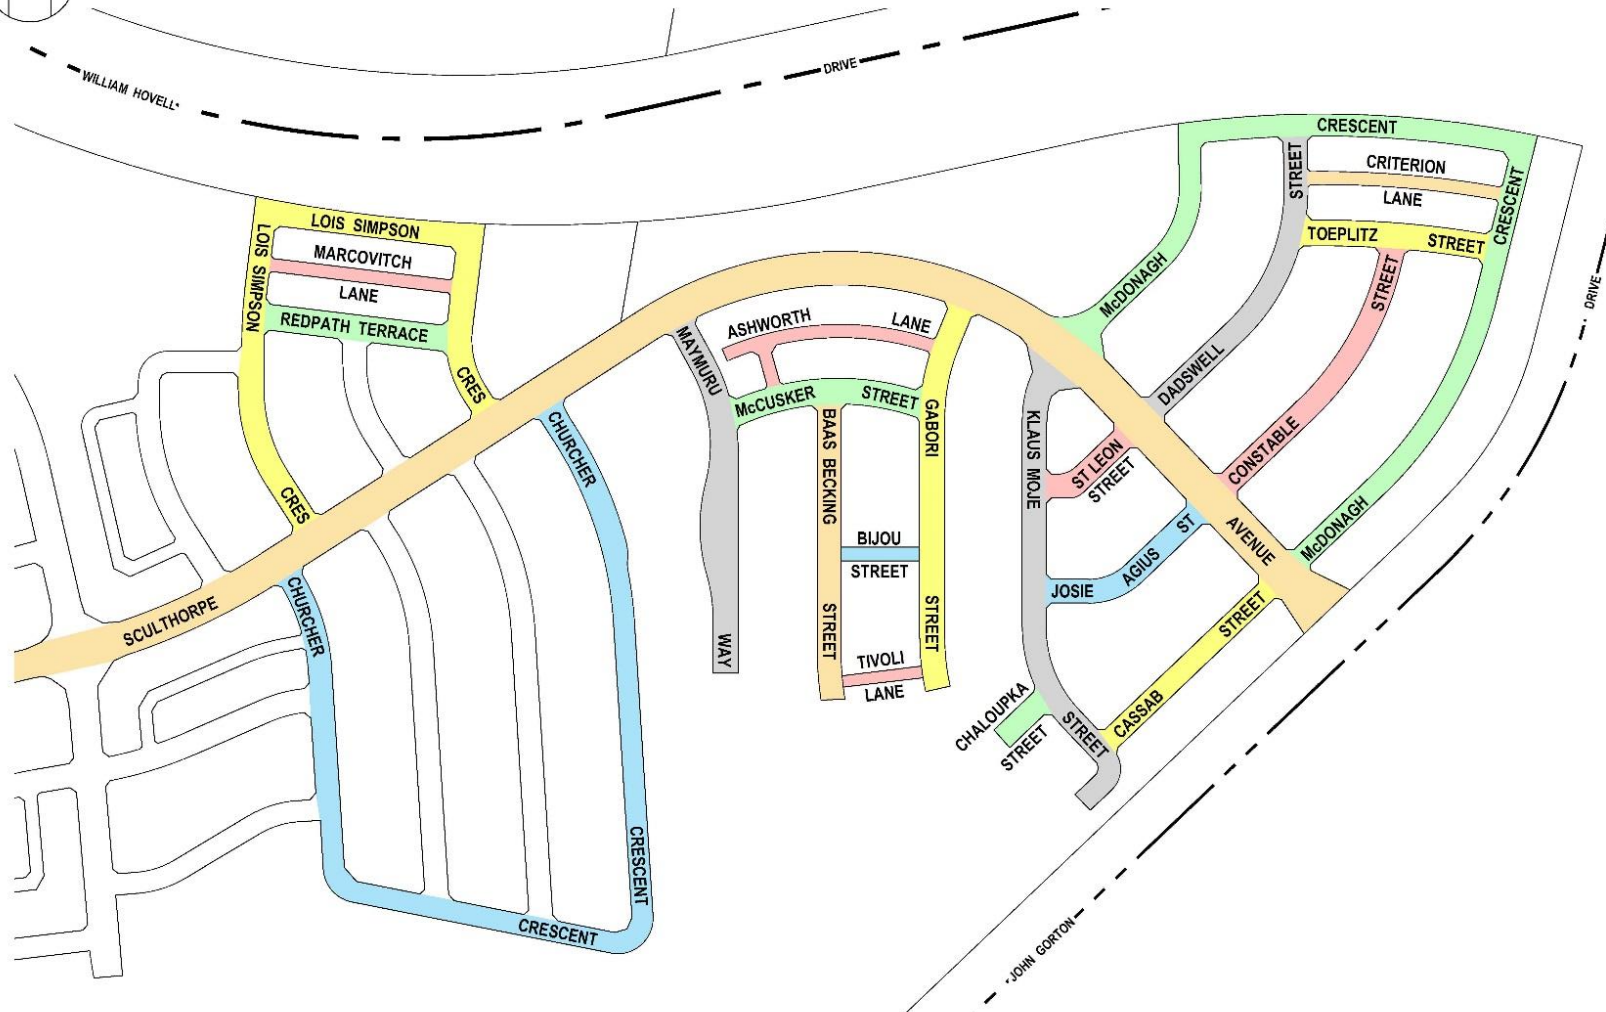 WILLIAM HOVELL
DRIVE
CRESCENT
CRITERION
LANE
CRESCENT
STREET
TOEPLITZ STREET
LOIS SIMPSON
LOIS SIMPSON
MARCOVITCH
LANE
REDPATH TERRACE
CRES
CRES
McDONAGH
STREET
DRIVE
ASHWORTH LANE
MAYMURU
WAY
McCUSKER STREET
GABORI
STREET
BAAS BECKING
STREET
DADSWELL
CHURCHER
KLAUS MOJE
STREET
ST LEON
STREET
CONSTABLE
BIJOU
STREET
JOSIE AGIUS ST
AVENUE
McDONAGH
SCULTHORPE
CHURCHER
STREET
CASSAB
TIVOLI
LANE
CHALOUPKA
STREET
CRESCENT
CRESCENT
JOHN GORTON